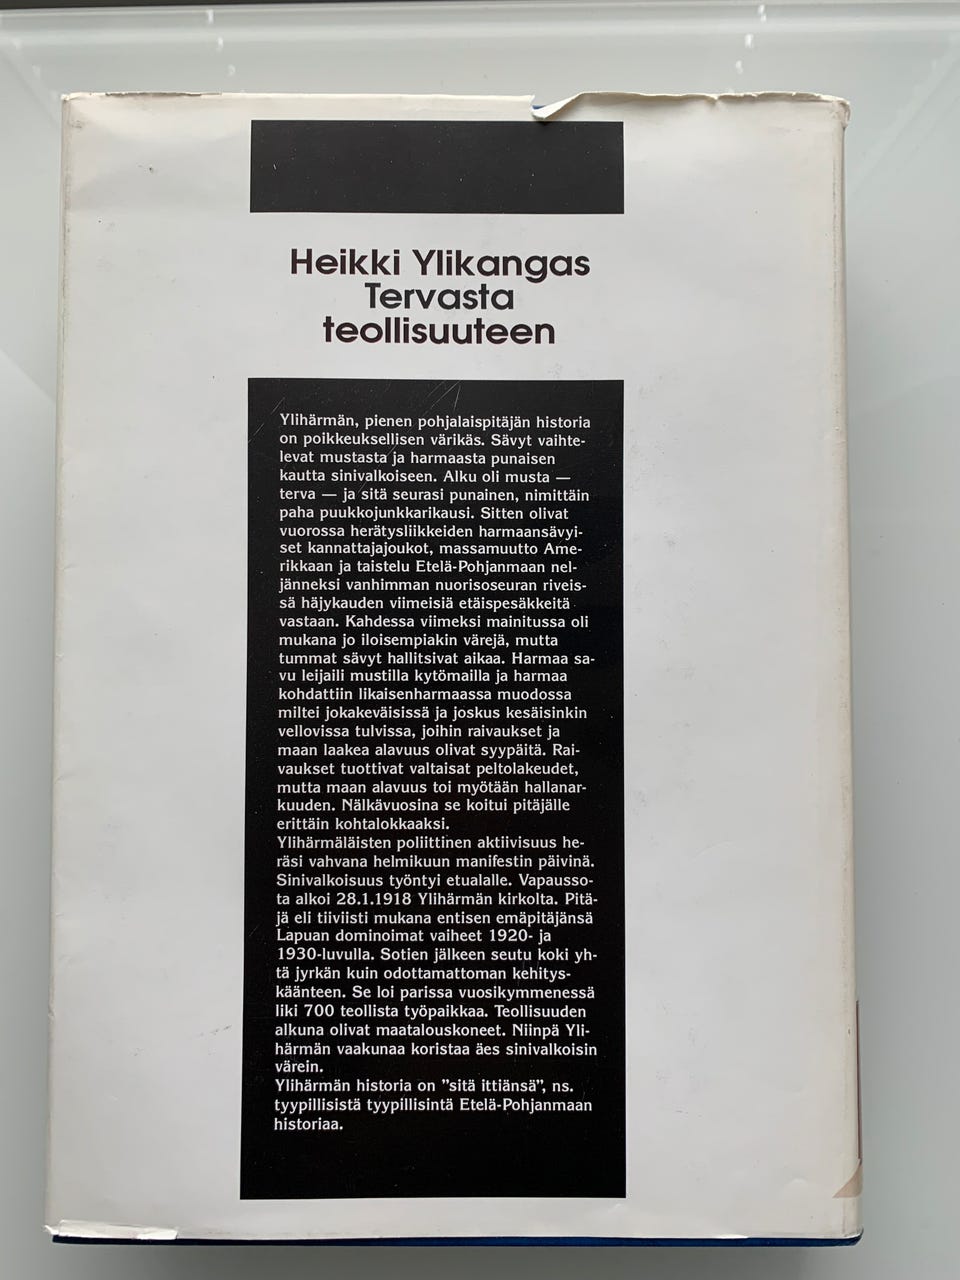 Heikki Ylikangas
Tervasta
teollisuuteen
Ylihärmän, pienen pohjalaispitäjän historia
on poikkeuksellisen värikäs. Sävyt vaihte-
levat mustasta ja harmaasta punaisen
kautta sinivalkoiseen. Alku oli musta —
terva — ja sitä seurasi punainen, nimittäin
paha puukkojunkkarikausi. Sitten olivat
vuorossa herätysliikkeiden harmaansävyi-
set kannattajajoukot, massamuutto Ame-
rikkaan ja taistelu Etelä-Pohjanmaan nel-
jänneksi vanhimman nuorisoseuran riveis-
sä häjykauden viimeisiä etäispesäkkeitä
vastaan. Kahdessa viimeksi mainitussa oli
mukana jo iloisempiakin värejä, mutta
tummat sävyt hallitsivat aikaa. Harmaa sa-
vu leijaili mustilla kytömailla ja harmaa
kohdattiin likaisenharmaassa muodossa
miltei jokakeväisissä ja joskus kesäisinkin
vellovissa tulvissa, joihin raivaukset ja
maan laakea alavuus olivat syypäitä. Rai-
vaukset tuottivat valtaisat peltolakeudet,
mutta maan alavuus toi myötään hallanar-
kuuden. Nälkävuosina se koitui pitäjälle
erittäin kohtalokkaaksi.
Ylihärmäläisten poliittinen aktiivisuus he-
räsi vahvana helmikuun manifestin päivinä.
Sinivalkoisuus työntyi etualalle. Vapausso-
ta alkoi 28.1.1918 Ylihärmän kirkolta. Pitä-
jä eli tiiviisti mukana entisen emäpitäjänsä
Lapuan dominoimat vaiheet 1920- ja
1930-luvulla. Sotien jälkeen seutu koki yh-
tä jyrkän kuin odottamattoman kehitys-
käänteen. Se loi parissa vuosikymmenessä
liki 700 teollista työpaikkaa. Teollisuuden
alkuna olivat maatalouskoneet. Niinpä Yli-
härmän vaakunaa koristaa äes sinivalkoisin
värein.
Ylihärmän historia on ”sitä ittiänsä”, ns.
tyypillisistä tyypillisintä Etelä-Pohjanmaan
historiaa.